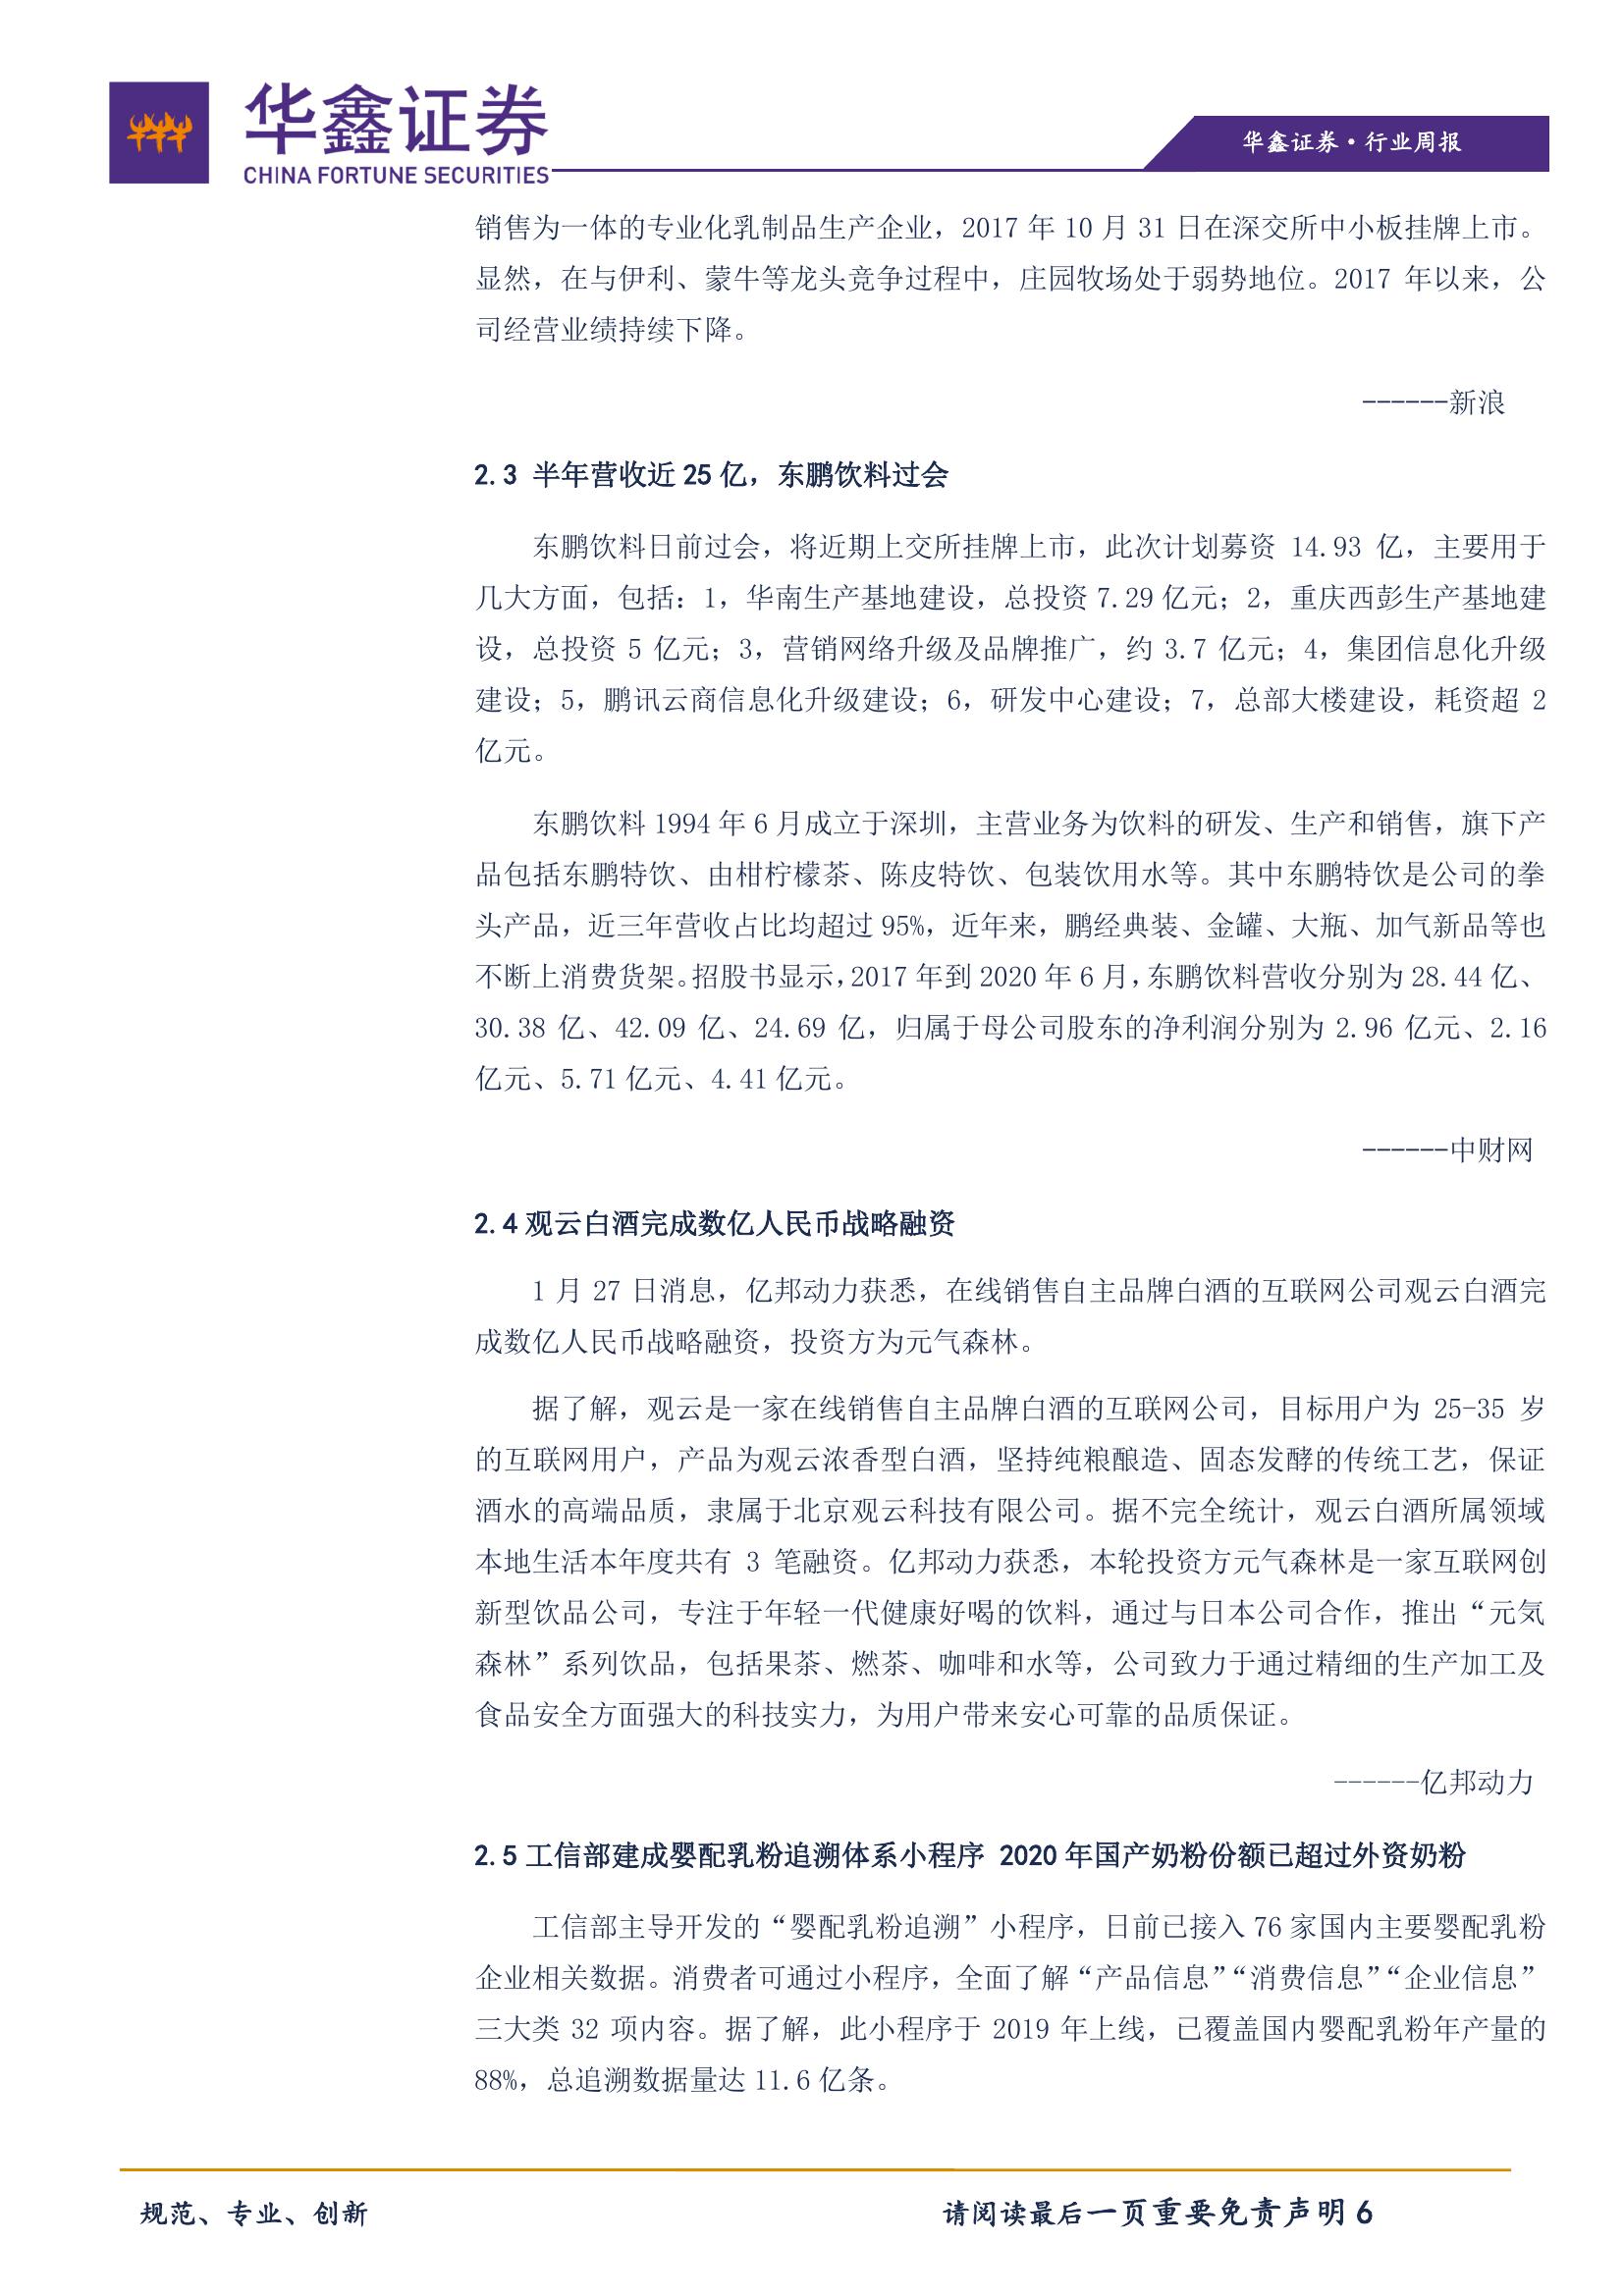 华鑫证券
CHINA FORTUNE SECURITIES
华鑫证券·行业周报
销售为一体的专业化乳制品生产企业，2017 年 10 月 31 日在深交所中小板挂牌上市。
显然，在与伊利、蒙牛等龙头竞争过程中，庄园牧场处于弱势地位。2017 年以来，公
司经营业绩持续下降。
------新浪
2.3 半年营收近 25 亿，东鹏饮料过会
东鹏饮料日前过会，将近期上交所挂牌上市，此次计划募资 14.93 亿，主要用于
几大方面，包括：1，华南生产基地建设，总投资 7.29 亿元；2，重庆西彭生产基地建
设，总投资 5 亿元；3，营销网络升级及品牌推广，约 3.7 亿元；4，集团信息化升级
建设；5，鹏讯云商信息化升级建设；6，研发中心建设；7，总部大楼建设，耗资超 2
亿元。
东鹏饮料 1994 年 6 月成立于深圳，主营业务为饮料的研发、生产和销售，旗下产
品包括东鹏特饮、由柑柠檬茶、陈皮特饮、包装饮用水等。其中东鹏特饮是公司的拳
头产品，近三年营收占比均超过 95%，近年来，鹏经典装、金罐、大瓶、加气新品等也
不断上消费货架。招股书显示，2017 年到 2020 年 6 月，东鹏饮料营收分别为 28.44 亿、
30.38 亿、42.09 亿、24.69 亿，归属于母公司股东的净利润分别为 2.96 亿元、2.16
亿元、5.71 亿元、4.41 亿元。
------中财网
2.4 观云白酒完成数亿人民币战略融资
1 月 27 日消息，亿邦动力获悉，在线销售自主品牌白酒的互联网公司观云白酒完
成数亿人民币战略融资，投资方为元气森林。
据了解，观云是一家在线销售自主品牌白酒的互联网公司，目标用户为 25-35 岁
的互联网用户，产品为观云浓香型白酒，坚持纯粮酿造、固态发酵的传统工艺，保证
酒水的高端品质，隶属于北京观云科技有限公司。据不完全统计，观云白酒所属领域
本地生活本年度共有 3 笔融资。亿邦动力获悉，本轮投资方元气森林是一家互联网创
新型饮品公司，专注于年轻一代健康好喝的饮料，通过与日本公司合作，推出“元気
森林”系列饮品，包括果茶、燃茶、咖啡和水等，公司致力于通过精细的生产加工及
食品安全方面强大的科技实力，为用户带来安心可靠的品质保证。
------亿邦动力
2.5 工信部建成婴配乳粉追溯体系小程序 2020 年国产奶粉份额已超过外资奶粉
工信部主导开发的“婴配乳粉追溯”小程序，日前已接入 76 家国内主要婴配乳粉
企业相关数据。消费者可通过小程序，全面了解“产品信息”“消费信息”“企业信息”
三大类 32 项内容。据了解，此小程序于 2019 年上线，已覆盖国内婴配乳粉年产量的
88%，总追溯数据量达 11.6 亿条。
规范、专业、创新
请阅读最后一页重要免责声明 6